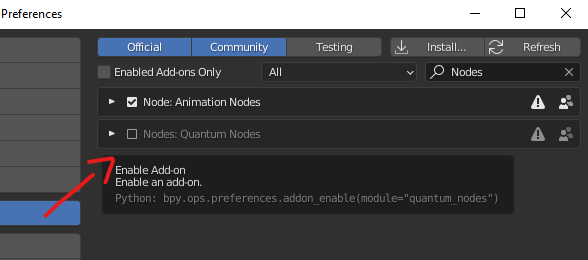 Preferences
Official Community Testing Install... Refresh
Enabled Add-ons Only All Nodes
Node: Animation Nodes
Nodes: Quantum Nodes
Enable Add-on
Enable an add-on.
Python: bpy.ops.preferences.addon_enable(module="quantum_nodes")